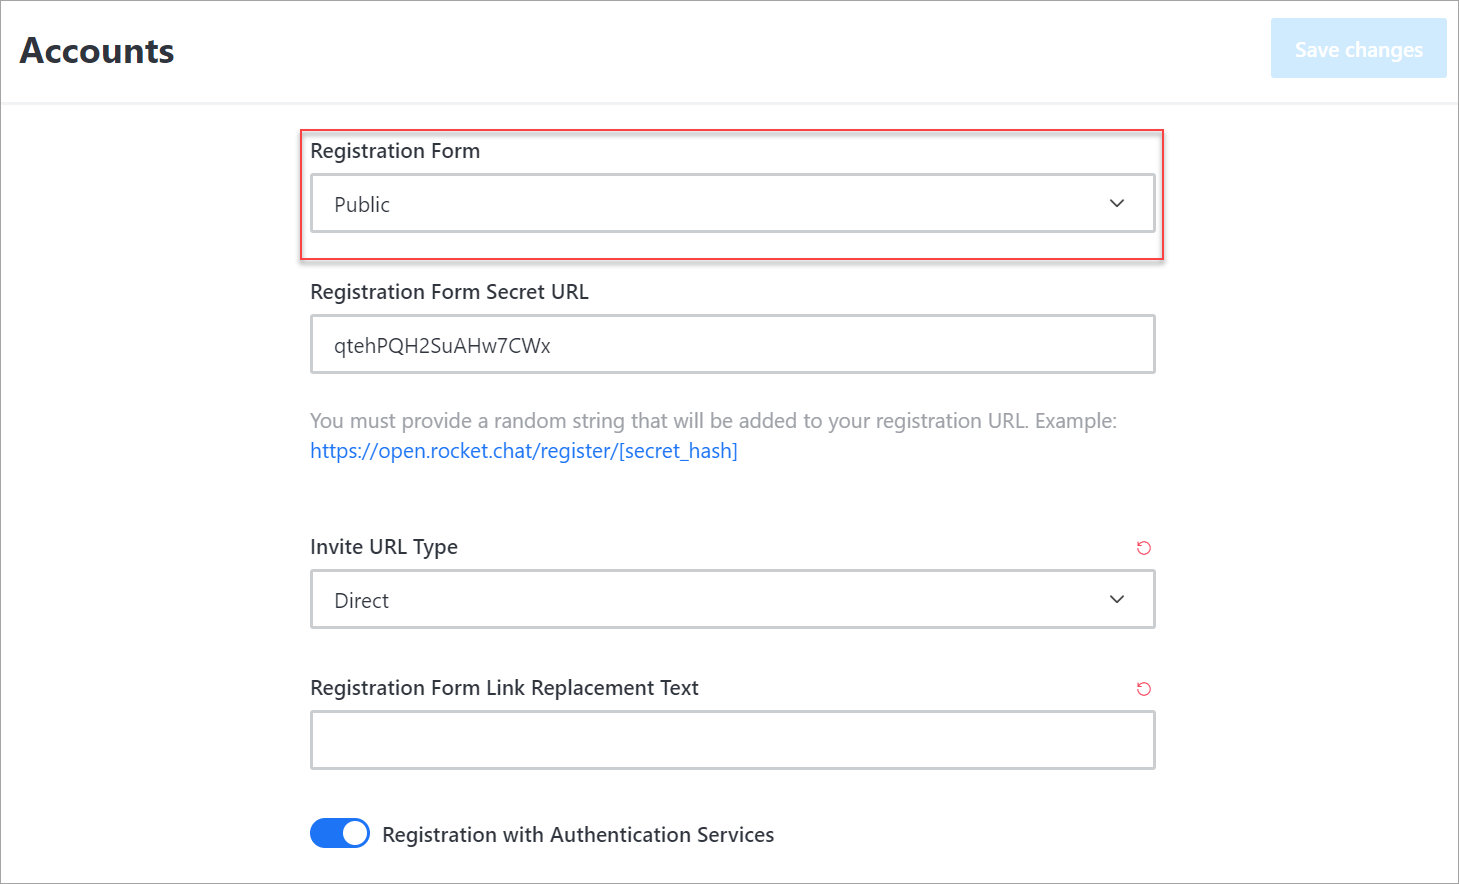 Accounts
Save changes
Registration Form
Public
Registration Form Secret URL
qtehPQH2SuAHw7CWx
You must provide a random string that will be added to your registration URL. Example:
https://open.rocket.chat/register/[secret_hash]
Invite URL Type
Direct
Registration Form Link Replacement Text
Registration with Authentication Services